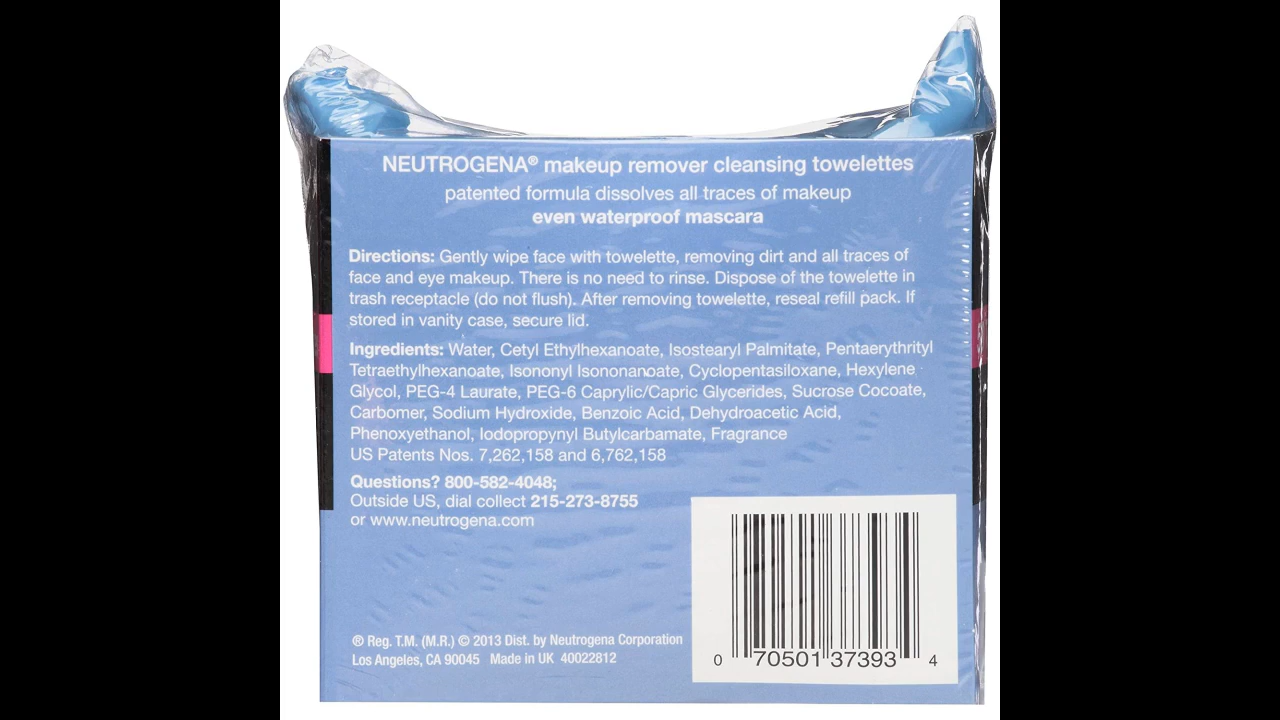 NEUTROGENA® makeup remover cleansing towelettes
patented formula dissolves all traces of makeup
even waterproof mascara
Directions: Gently wipe face with towelette, removing dirt and all traces of
face and eye makeup. There is no need to rinse. Dispose of the towelette in
trash receptacle (do not flush). After removing towelette, reseal refill pack. If
stored in vanity case, secure lid.
Ingredients: Water, Cetyl Ethylhexanoate, Isostearyl Palmitate, Pentaerythrityl
Tetraethylhexanoate, Isononyl Isononanoate, Cyclopentasiloxane, Hexylene
Glycol, PEG-4 Laurate, PEG-6 Caprylic/Capric Glycerides, Sucrose Cocoate,
Carbomer, Sodium Hydroxide, Benzoic Acid, Dehydroacetic Acid,
Phenoxyethanol, Iodopropynyl Butylcarbamate, Fragrance
US Patents Nos. 7,262,158 and 6,762,158
Questions? 800-582-4048;
Outside US, dial collect 215-273-8755
or www.neutrogena.com
® Reg. T.M. (M.R.) © 2013 Dist. by Neutrogena Corporation
Los Angeles, CA 90045 Made in UK 40022812
0 70501 37393 4